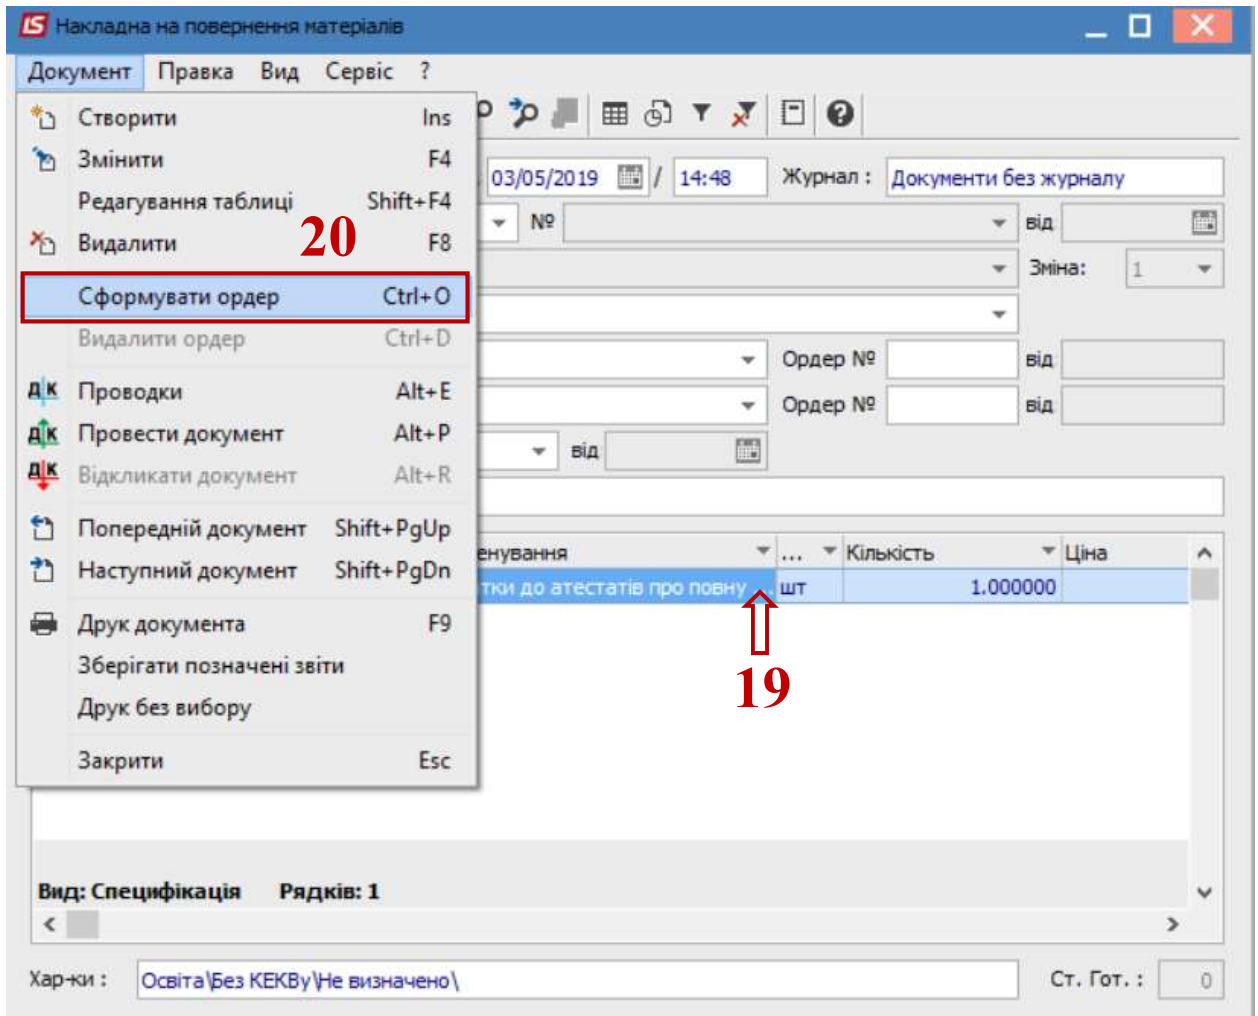 Накладна на повернення матеріалів
Документ Правка Вид Сервіс ?
Створити Ins
Змінити F4
Редагування таблиці Shift+F4
Видалити F8
20
Сформувати ордер Ctrl+O
Видалити ордер Ctrl+D
Проводки Alt+E
Провести документ Alt+P
Відкликати документ Alt+R
Попередній документ Shift+PgUp
Наступний документ Shift+PgDn
Друк документа F9
Зберігати позначені звіти
Друк без вибору
Закрити Esc
03/05/2019 / 14:48 Журнал : Документи без журналу
№ від
Зміна: 1
Ордер № від
Ордер № від
від
енування ... Кількість Ціна
тки до атестатів про повну ... шт 1.000000
19
Вид: Специфікація Рядків: 1
Хар-ки : Освіта\Без КЕКВу\Не визначено\ Ст. Гот. : 0